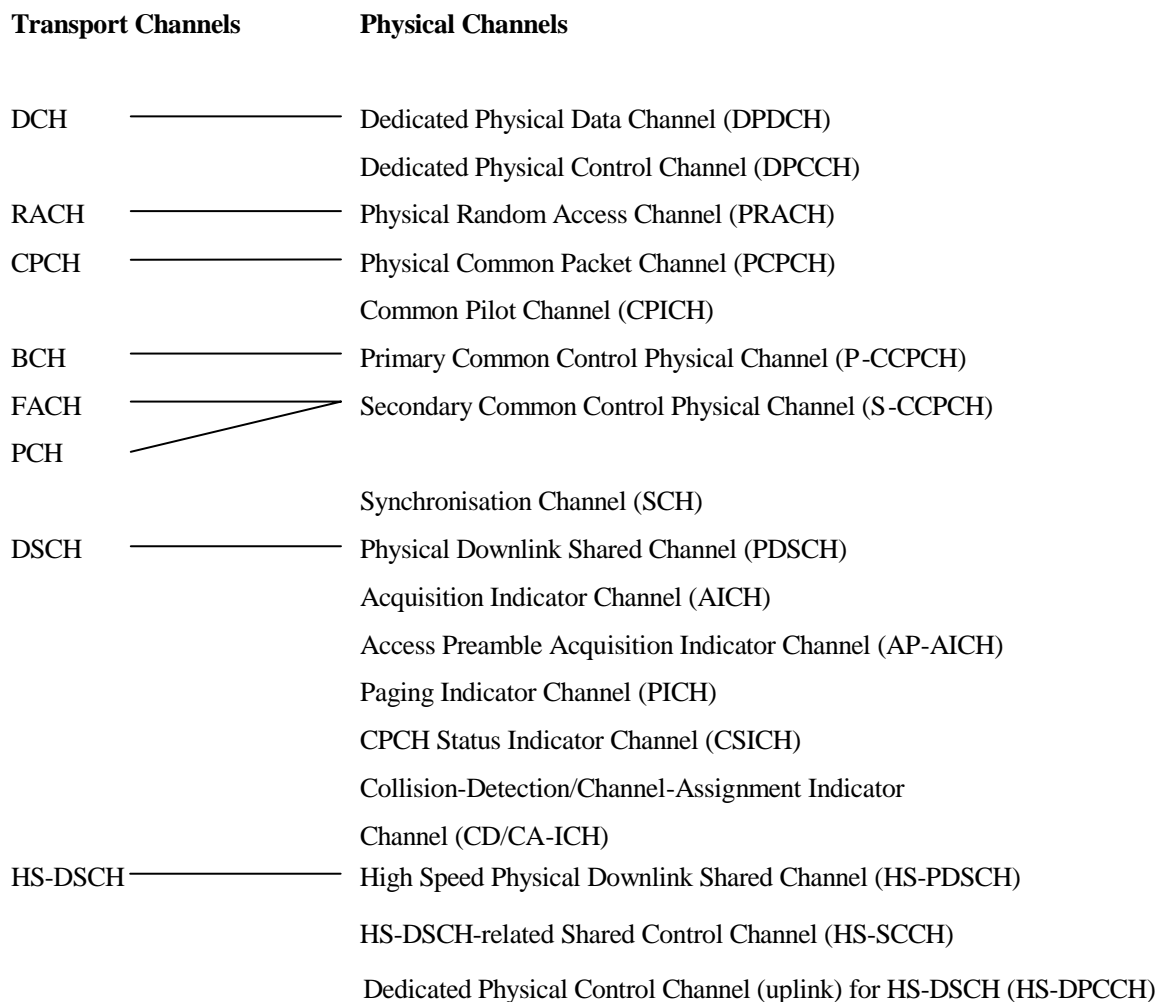 Transport Channels Physical Channels
DCH Dedicated Physical Data Channel (DPDCH)
Dedicated Physical Control Channel (DPCCH)
RACH Physical Random Access Channel (PRACH)
CPCH Physical Common Packet Channel (PCPCH)
Common Pilot Channel (CPICH)
BCH Primary Common Control Physical Channel (P-CCPCH)
FACH Secondary Common Control Physical Channel (S-CCPCH)
PCH
Synchronisation Channel (SCH)
DSCH Physical Downlink Shared Channel (PDSCH)
Acquisition Indicator Channel (AICH)
Access Preamble Acquisition Indicator Channel (AP-AICH)
Paging Indicator Channel (PICH)
CPCH Status Indicator Channel (CSICH)
Collision-Detection/Channel-Assignment Indicator
Channel (CD/CA-ICH)
HS-DSCH High Speed Physical Downlink Shared Channel (HS-PDSCH)
HS-DSCH-related Shared Control Channel (HS-SCCH)
Dedicated Physical Control Channel (uplink) for HS-DSCH (HS-DPCCH)